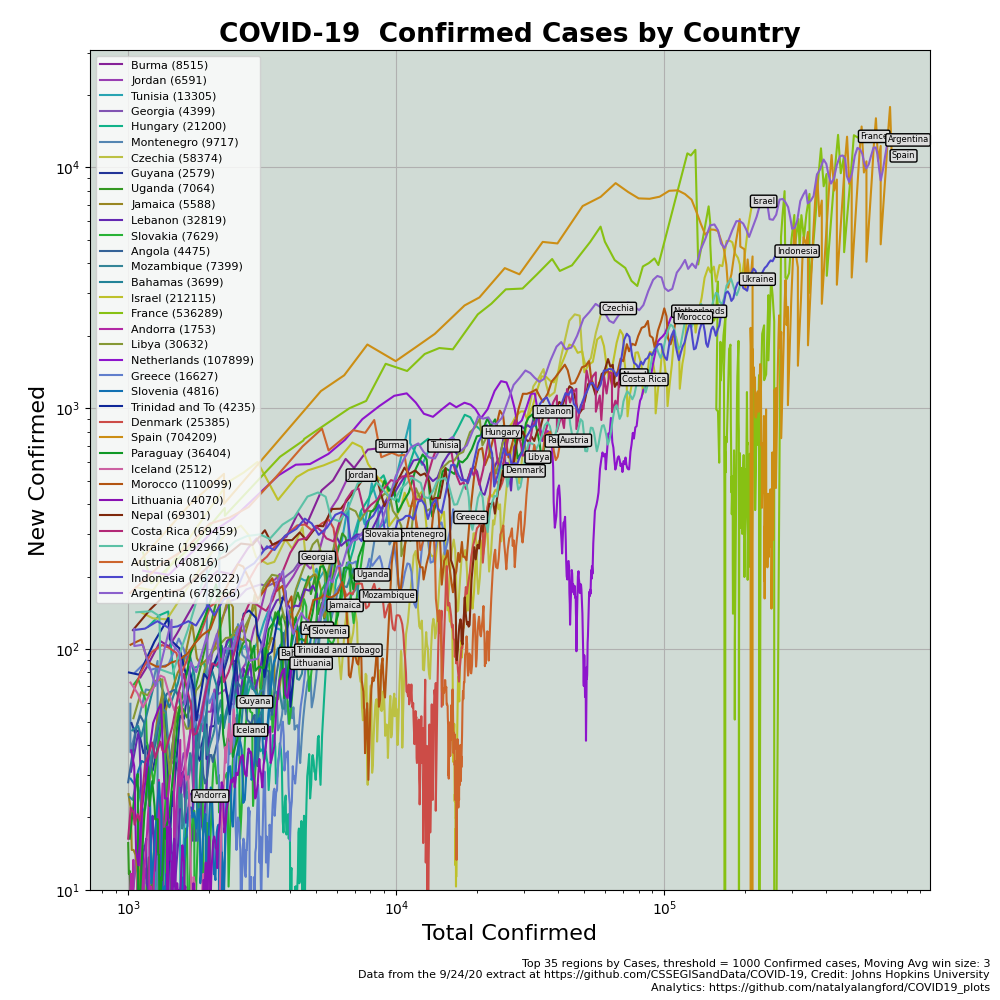 COVID-19  Confirmed Cases by Country
Burma (8515)
Jordan (6591)
Tunisia (13305)
Georgia (4399)
Hungary (21200)
Montenegro (9717)
Czechia (58374)
Guyana (2579)
Uganda (7064)
Jamaica (5588)
Lebanon (32819)
Slovakia (7629)
Angola (4475)
Mozambique (7399)
Bahamas (3699)
Israel (212115)
France (536289)
Andorra (1753)
Libya (30632)
Netherlands (107899)
Greece (16627)
Slovenia (4816)
Trinidad and To (4235)
Denmark (25385)
Spain (704209)
Paraguay (36404)
Iceland (2512)
Morocco (110099)
Lithuania (4070)
Nepal (69301)
Costa Rica (69459)
Ukraine (192966)
Austria (40816)
Indonesia (262022)
Argentina (678266)
France
Argentina
Spain
Israel
Indonesia
Ukraine
Czechia
Netherlands
Morocco
Costa Rica
Lebanon
Hungary
Pa
Austria
Burma
Tunisia
Libya
Denmark
Jordan
Greece
Slovakia
ontenegro
Georgia
Uganda
Mozambique
Jamaica
Slovenia
Bah
Trinidad and Tobago
Lithuania
Guyana
Iceland
Andorra
10^4
10^3
10^2
10^1
10^3
10^4
10^5
New Confirmed
Total Confirmed
Top 35 regions by Cases, threshold = 1000 Confirmed cases, Moving Avg win size: 3
Data from the 9/24/20 extract at https://github.com/CSSEGISandData/COVID-19, Credit: Johns Hopkins University
Analytics: https://github.com/natalyalangford/COVID19_plots